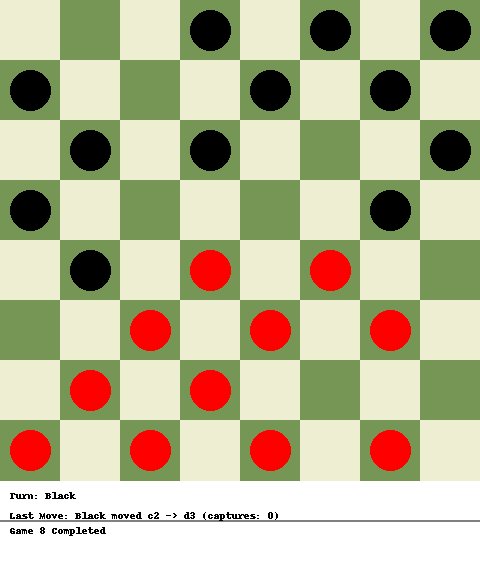 Turn: Black
Last Move: Black moved c2 -> d3 (captures: 0)
Game 8 Completed